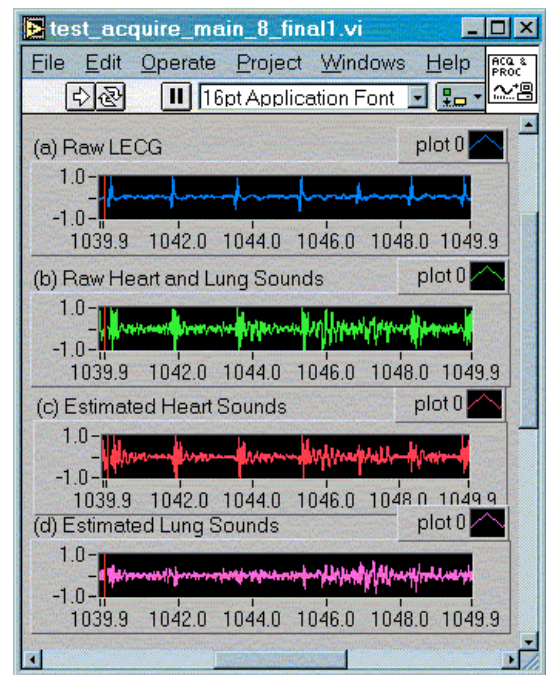 test_acquire_main_8_final1.vi
File Edit Operate Project Windows Help
ACQ &
PROC
16pt Application Font
(a) Raw LECG
plot 0
1.0
-1.0
1039.9 1042.0 1044.0 1046.0 1048.0 1049.9
(b) Raw Heart and Lung Sounds
plot 0
1.0
-1.0
1039.9 1042.0 1044.0 1046.0 1048.0 1049.9
(c) Estimated Heart Sounds
plot 0
1.0
-1.0
1039.9 1042.0 1044.0 1046.0 1048.0 1049.9
(d) Estimated Lung Sounds
plot 0
1.0
-1.0
1039.9 1042.0 1044.0 1046.0 1048.0 1049.9